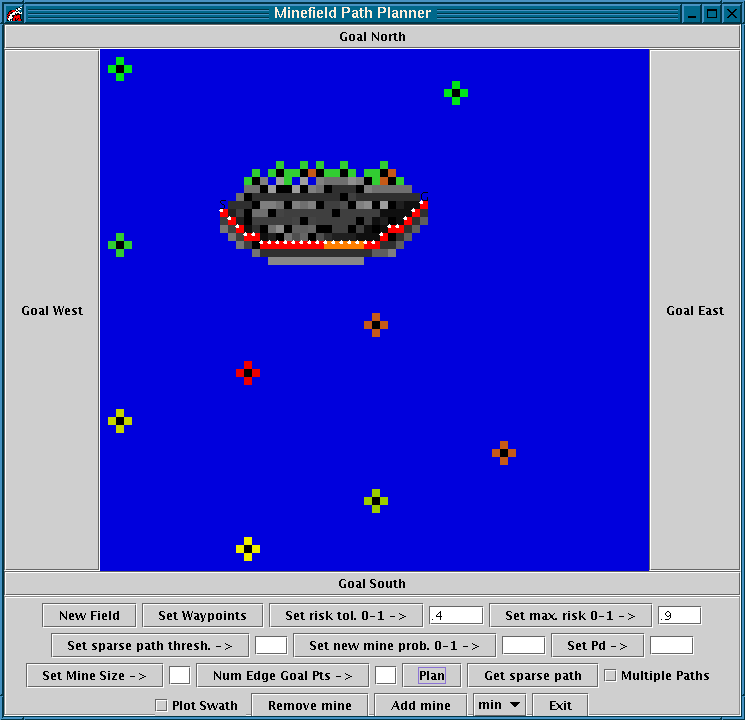 Minefield Path Planner
Goal North
Goal West
Goal East
Goal South
New Field Set Waypoints Set risk tol. 0-1 -> .4 Set max. risk 0-1 -> .9
Set sparse path thresh. -> Set new mine prob. 0-1 -> Set Pd ->
Set Mine Size -> Num Edge Goal Pts -> Plan Get sparse path Multiple Paths
Plot Swath Remove mine Add mine min Exit